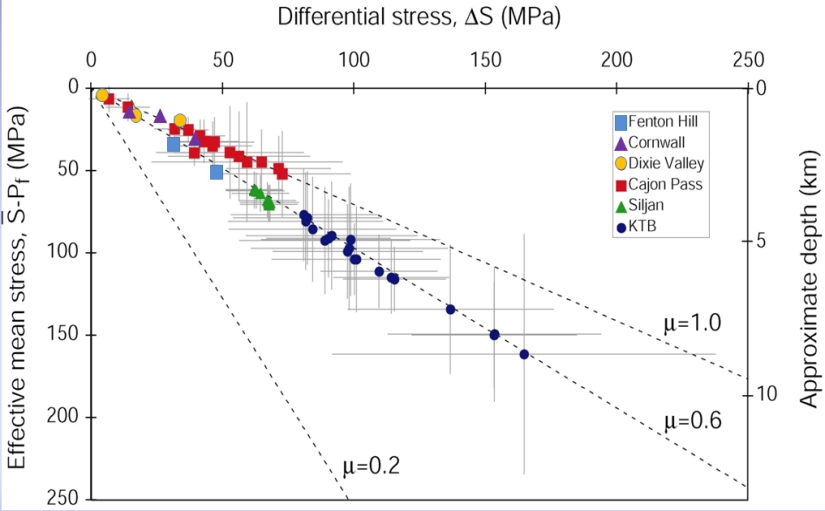 Differential stress, ΔS (MPa)
0 50 100 150 200 250
Effective mean stress, S̅-Pf (MPa)
0
50
100
150
200
250
Fenton Hill
Cornwall
Dixie Valley
Cajon Pass
Siljan
KTB
μ=1.0
μ=0.6
μ=0.2
0
5
10
Approximate depth (km)